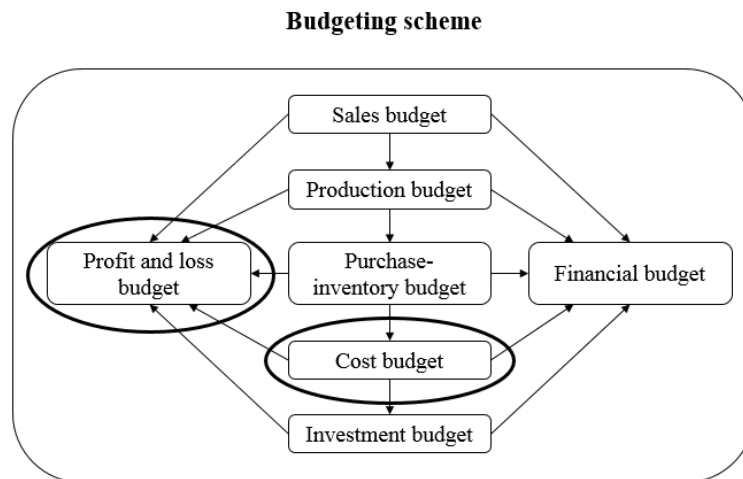 Budgeting scheme
Sales budget
Production budget
Profit and loss
budget
Purchase-
inventory budget
Financial budget
Cost budget
Investment budget